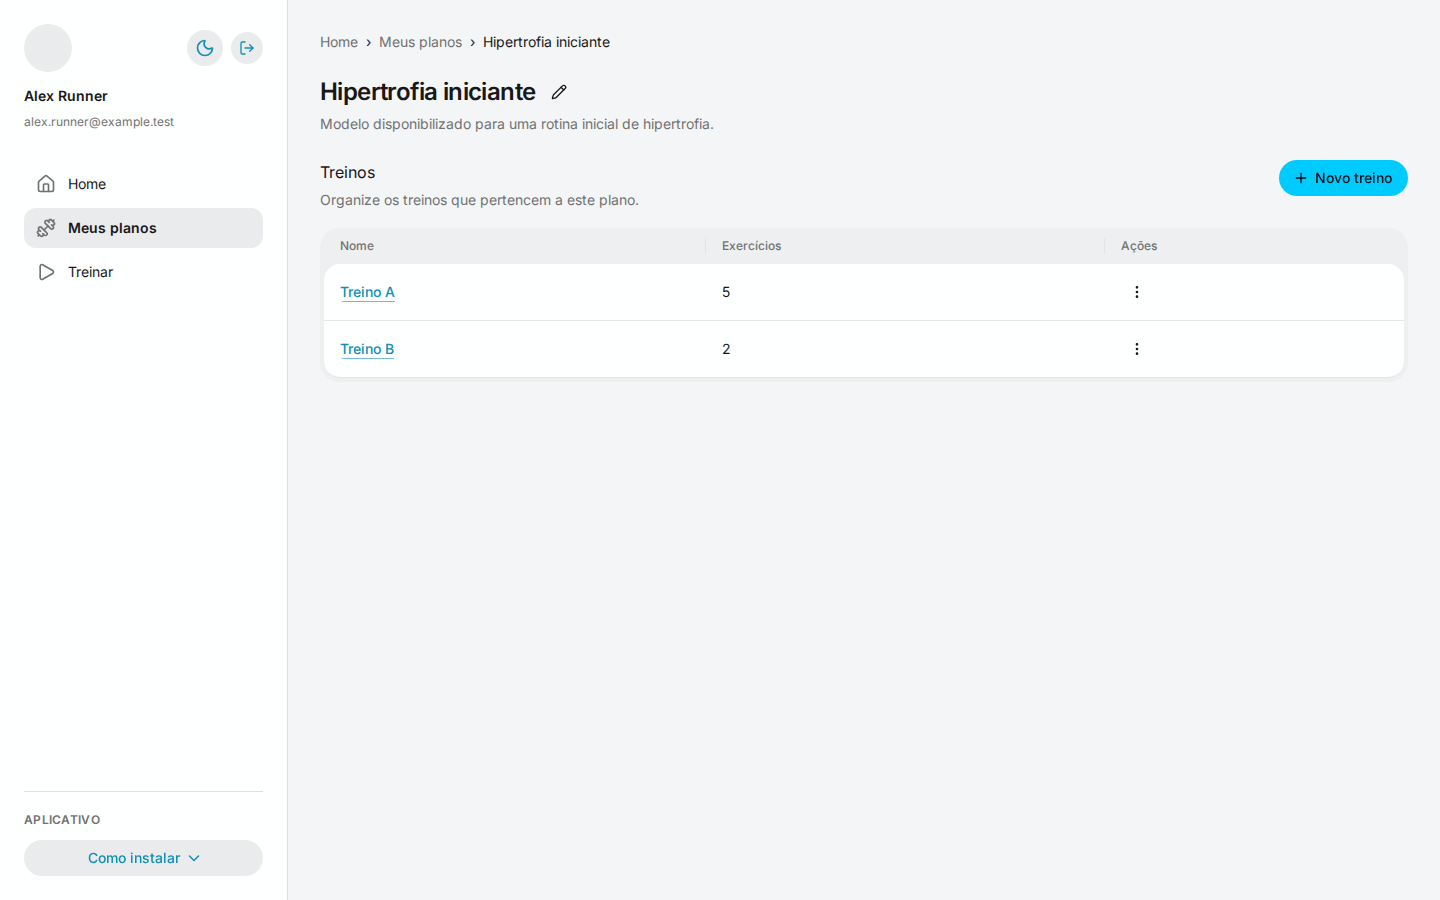 Alex Runner
alex.runner@example.test
Home
Meus planos
Treinar
APLICATIVO
Como instalar
Home › Meus planos › Hipertrofia iniciante
Hipertrofia iniciante
Modelo disponibilizado para uma rotina inicial de hipertrofia.
Treinos
Organize os treinos que pertencem a este plano.
Novo treino
Nome Exercícios Ações
Treino A 5
Treino B 2